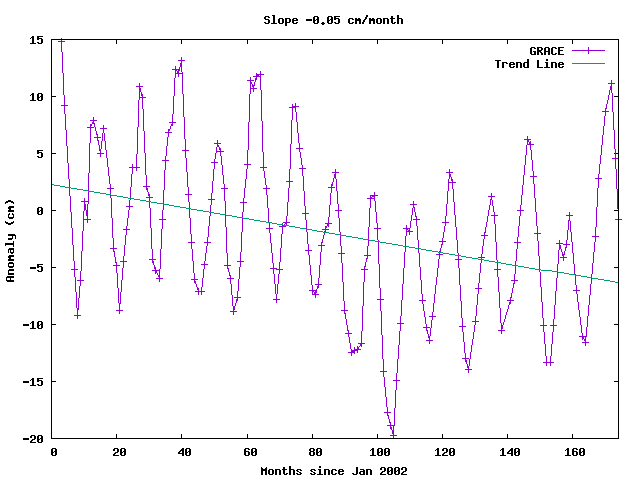 Slope -0.05 cm/month
GRACE
Trend Line
15
10
5
0
-5
-10
-15
-20
Anomaly (cm)
0 20 40 60 80 100 120 140 160
Months since Jan 2002